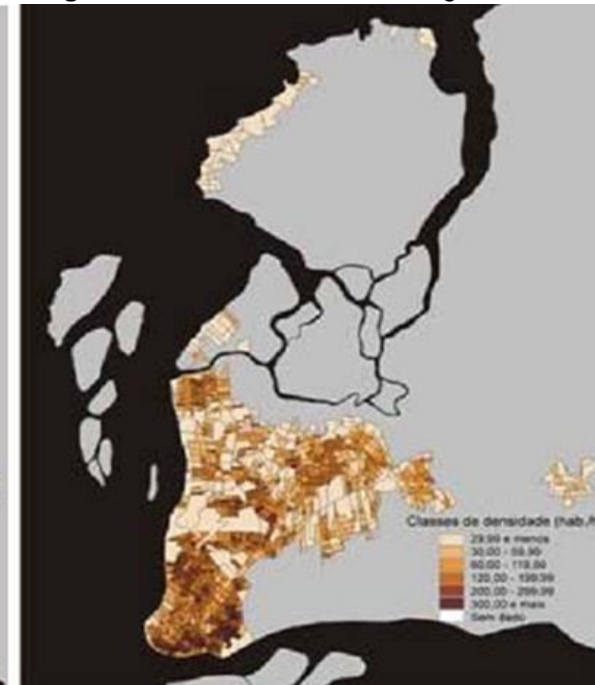 Classes de densidade (hab./
29,99 e menos
30,00 - 59,99
60,00 - 119,99
120,00 - 199,99
200,00 - 299,99
300,00 e mais
Sem dado